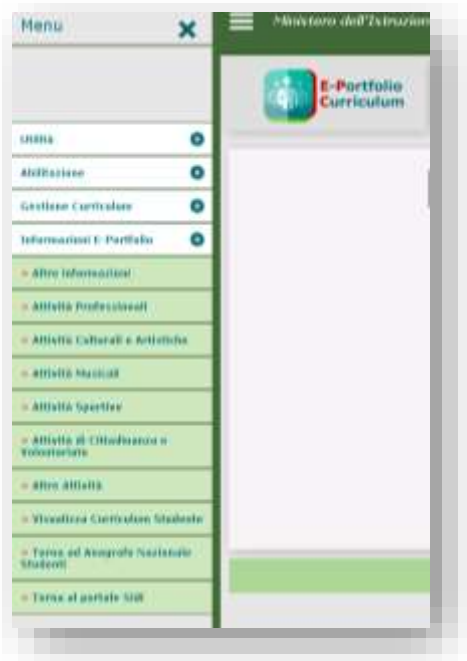 Menu
Ministero dell'Istruzion
E-Portfolio
Curriculum
Utilità
Abilitazione
Gestione Curriculum
Informazioni E-Portfolio
» Altre Informazioni
» Attività Professionali
» Attività Culturali e Artistiche
» Attività Musicali
» Attività Sportive
» Attività di Cittadinanza e
Volontariato
» Altre Attività
» Visualizza Curriculum Studente
» Torna ad Anagrafe Nazionale
Studenti
» Torna al portale SIDI